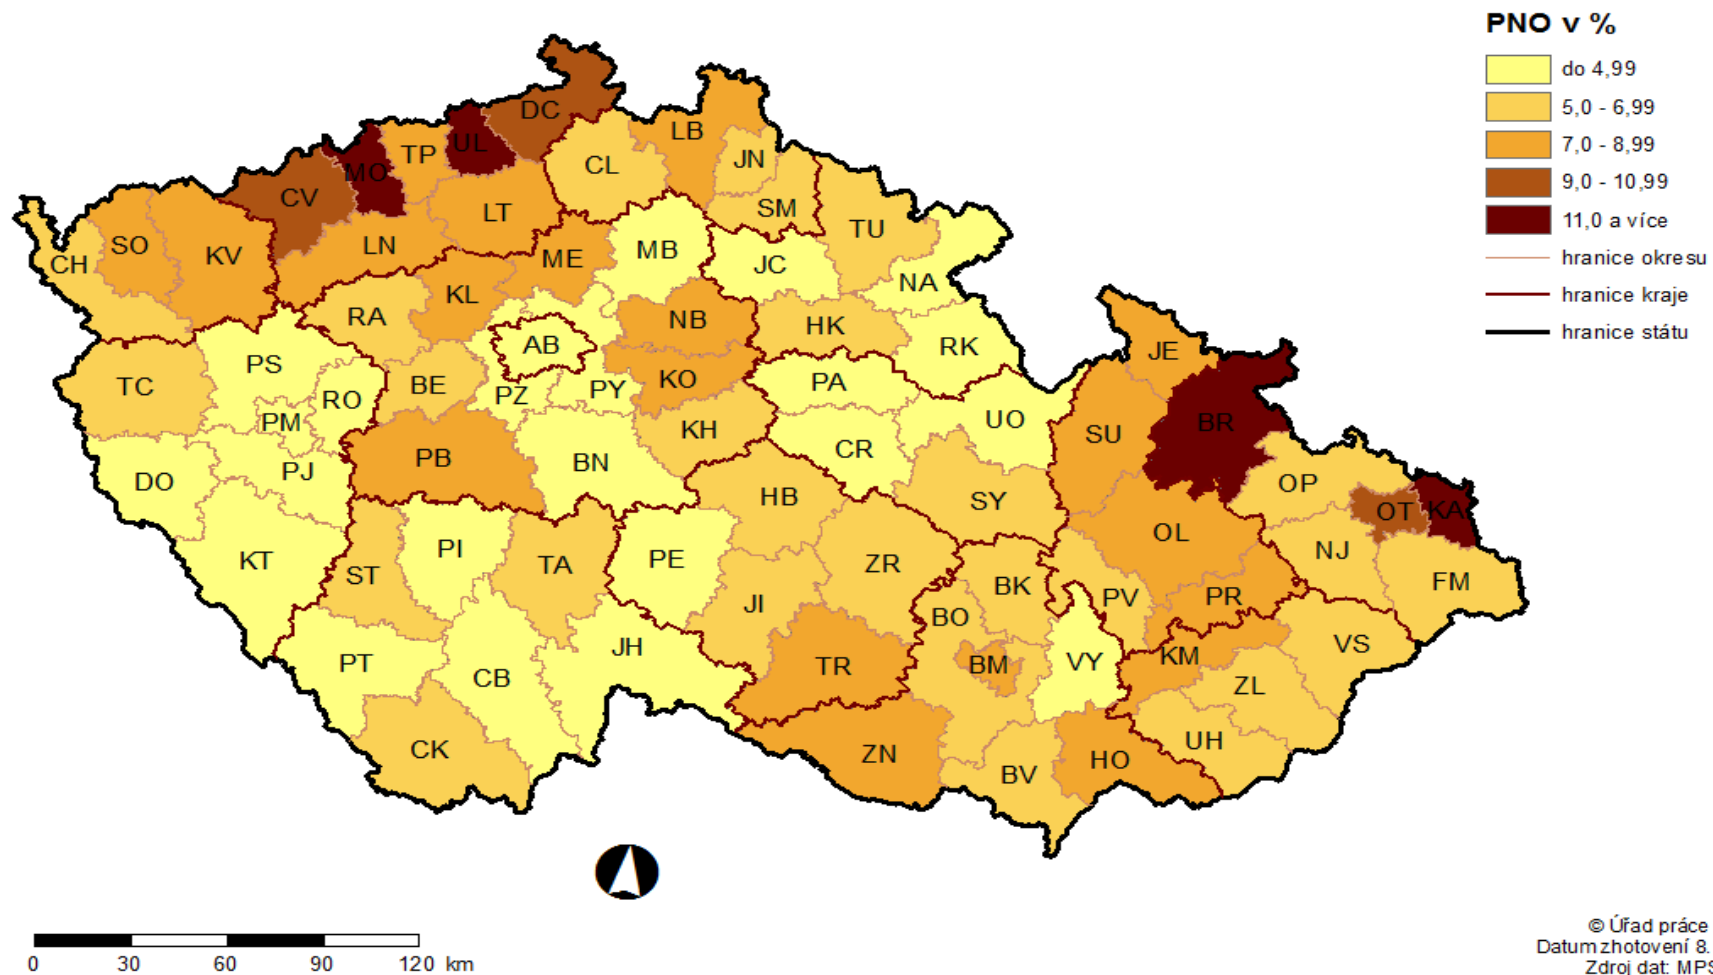 PNO v %
do 4,99
5,0 - 6,99
7,0 - 8,99
9,0 - 10,99
11,0 a více
hranice okresu
hranice kraje
hranice státu
DC
LB
UL
TP
MO
CL
JN
CV
LT
SM
SO
KV
LN
TU
CH
ME
MB
JC
NA
KL
RA
NB
HK
AB
RK
JE
PS
TC
BE
PZ
PY
KO
PA
RO
PM
KH
UO
SU
BR
PB
BN
CR
DO
PJ
OP
HB
SY
OT
KA
OL
KT
PI
TA
PE
ZR
NJ
ST
BK
FM
JI
PV
PR
BO
JH
VS
PT
TR
BM
VY
KM
CB
ZL
CK
ZN
UH
BV
HO
0 30 60 90 120 km
© Úřad práce
Datum zhotovení 8.
Zdroj dat: MPS